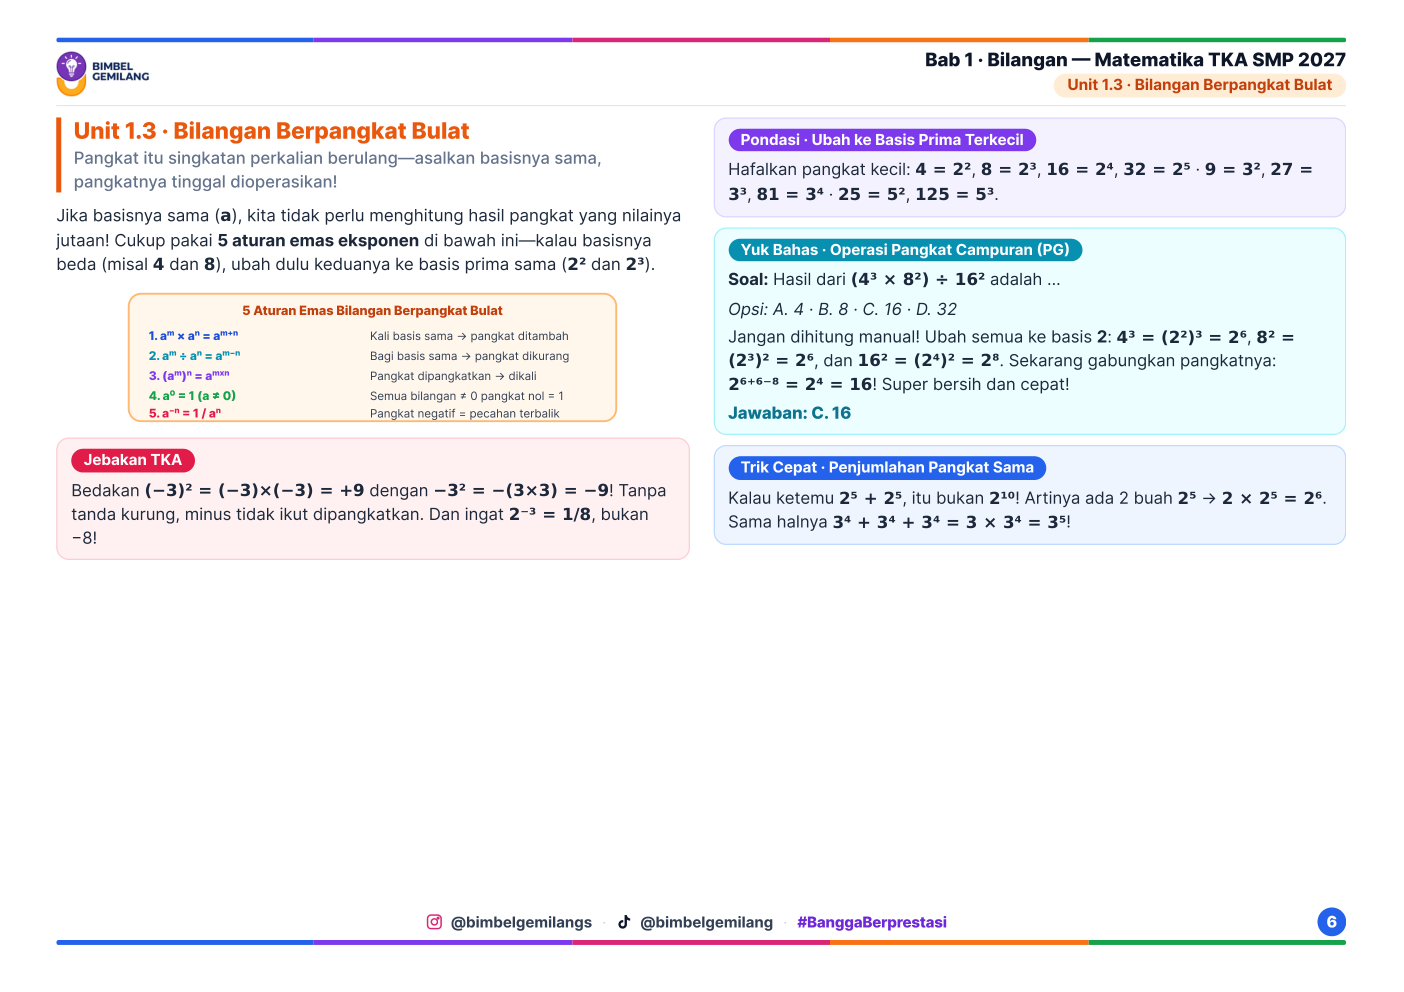 BIMBEL
GEMILANG
Bab 1 · Bilangan — Matematika TKA SMP 2027
Unit 1.3 · Bilangan Berpangkat Bulat
Unit 1.3 · Bilangan Berpangkat Bulat
Pangkat itu singkatan perkalian berulang—asalkan basisnya sama,
pangkatnya tinggal dioperasikan!
Jika basisnya sama (a), kita tidak perlu menghitung hasil pangkat yang nilainya
jutaan! Cukup pakai 5 aturan emas eksponen di bawah ini—kalau basisnya
beda (misal 4 dan 8), ubah dulu keduanya ke basis prima sama (2² dan 2³).
5 Aturan Emas Bilangan Berpangkat Bulat
1. aᵐ × aⁿ = aᵐ⁺ⁿ Kali basis sama → pangkat ditambah
2. aᵐ ÷ aⁿ = aᵐ⁻ⁿ Bagi basis sama → pangkat dikurang
3. (aᵐ)ⁿ = aᵐˣⁿ Pangkat dipangkatkan → dikali
4. a⁰ = 1 (a ≠ 0) Semua bilangan ≠ 0 pangkat nol = 1
5. a⁻ⁿ = 1 / aⁿ Pangkat negatif = pecahan terbalik
Jebakan TKA
Bedakan (−3)² = (−3)×(−3) = +9 dengan −3² = −(3×3) = −9! Tanpa
tanda kurung, minus tidak ikut dipangkatkan. Dan ingat 2⁻³ = 1/8, bukan
−8!
Pondasi · Ubah ke Basis Prima Terkecil
Hafalkan pangkat kecil: 4 = 2², 8 = 2³, 16 = 2⁴, 32 = 2⁵ · 9 = 3², 27 =
3³, 81 = 3⁴ · 25 = 5², 125 = 5³.
Yuk Bahas · Operasi Pangkat Campuran (PG)
Soal: Hasil dari (4³ × 8²) ÷ 16² adalah ...
Opsi: A. 4 · B. 8 · C. 16 · D. 32
Jangan dihitung manual! Ubah semua ke basis 2: 4³ = (2²)³ = 2⁶, 8² =
(2³)² = 2⁶, dan 16² = (2⁴)² = 2⁸. Sekarang gabungkan pangkatnya:
2⁶⁺⁶⁻⁸ = 2⁴ = 16! Super bersih dan cepat!
Jawaban: C. 16
Trik Cepat · Penjumlahan Pangkat Sama
Kalau ketemu 2⁵ + 2⁵, itu bukan 2¹⁰! Artinya ada 2 buah 2⁵ → 2 × 2⁵ = 2⁶.
Sama halnya 3⁴ + 3⁴ + 3⁴ = 3 × 3⁴ = 3⁵!
@bimbelgemilangs · @bimbelgemilang · #BanggaBerprestasi
6